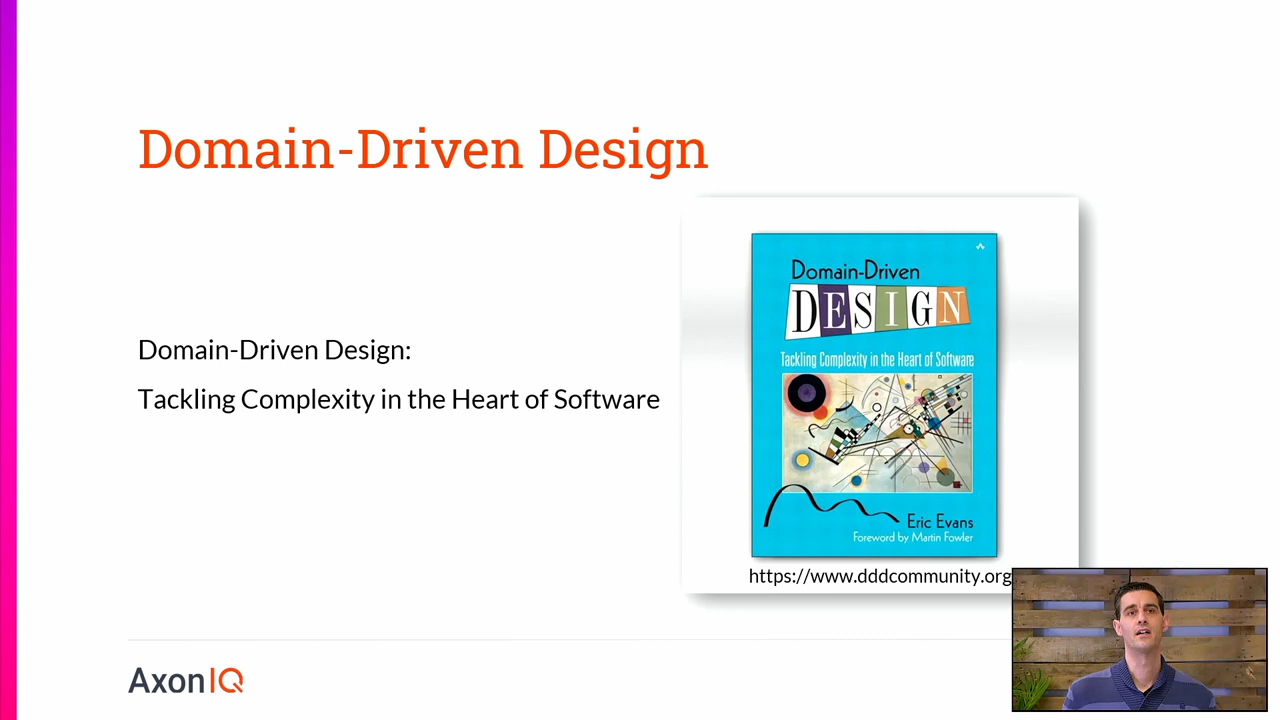 Domain-Driven Design
Domain-Driven Design:
Tackling Complexity in the Heart of Software
Domain-Driven
DESIGN
Tackling Complexity in the Heart of Software
Eric Evans
Foreword by Martin Fowler
https://www.dddcommunity.org
AxonIQ